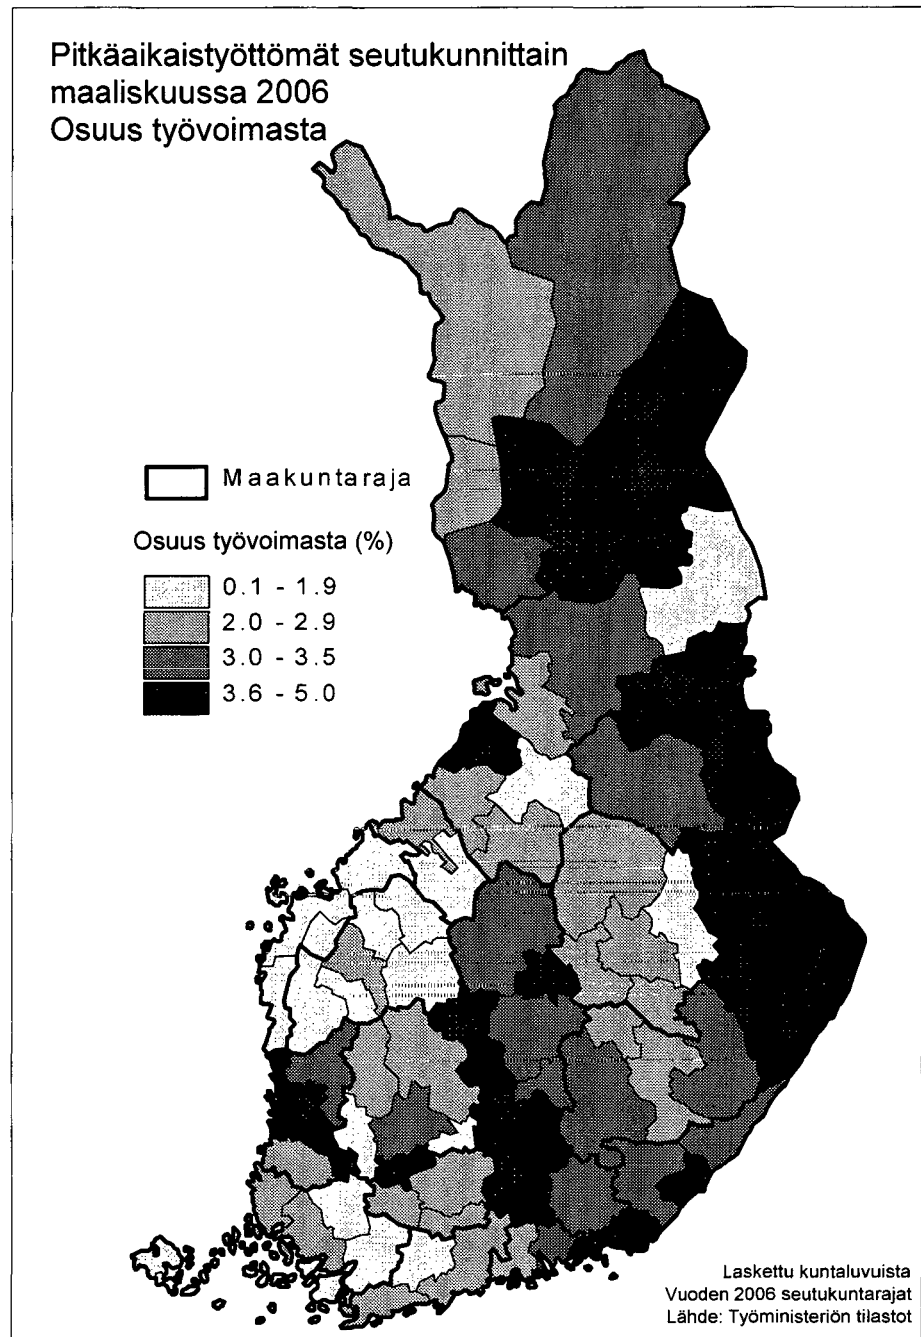 Pitkäaikaistyöttömät seutukunnittain
maaliskuussa 2006
Osuus työvoimasta
Maakuntaraja
Osuus työvoimasta (%)
0.1 - 1.9
2.0 - 2.9
3.0 - 3.5
3.6 - 5.0
Laskettu kuntaluvuista
Vuoden 2006 seutukuntarajat
Lähde: Työministeriön tilastot